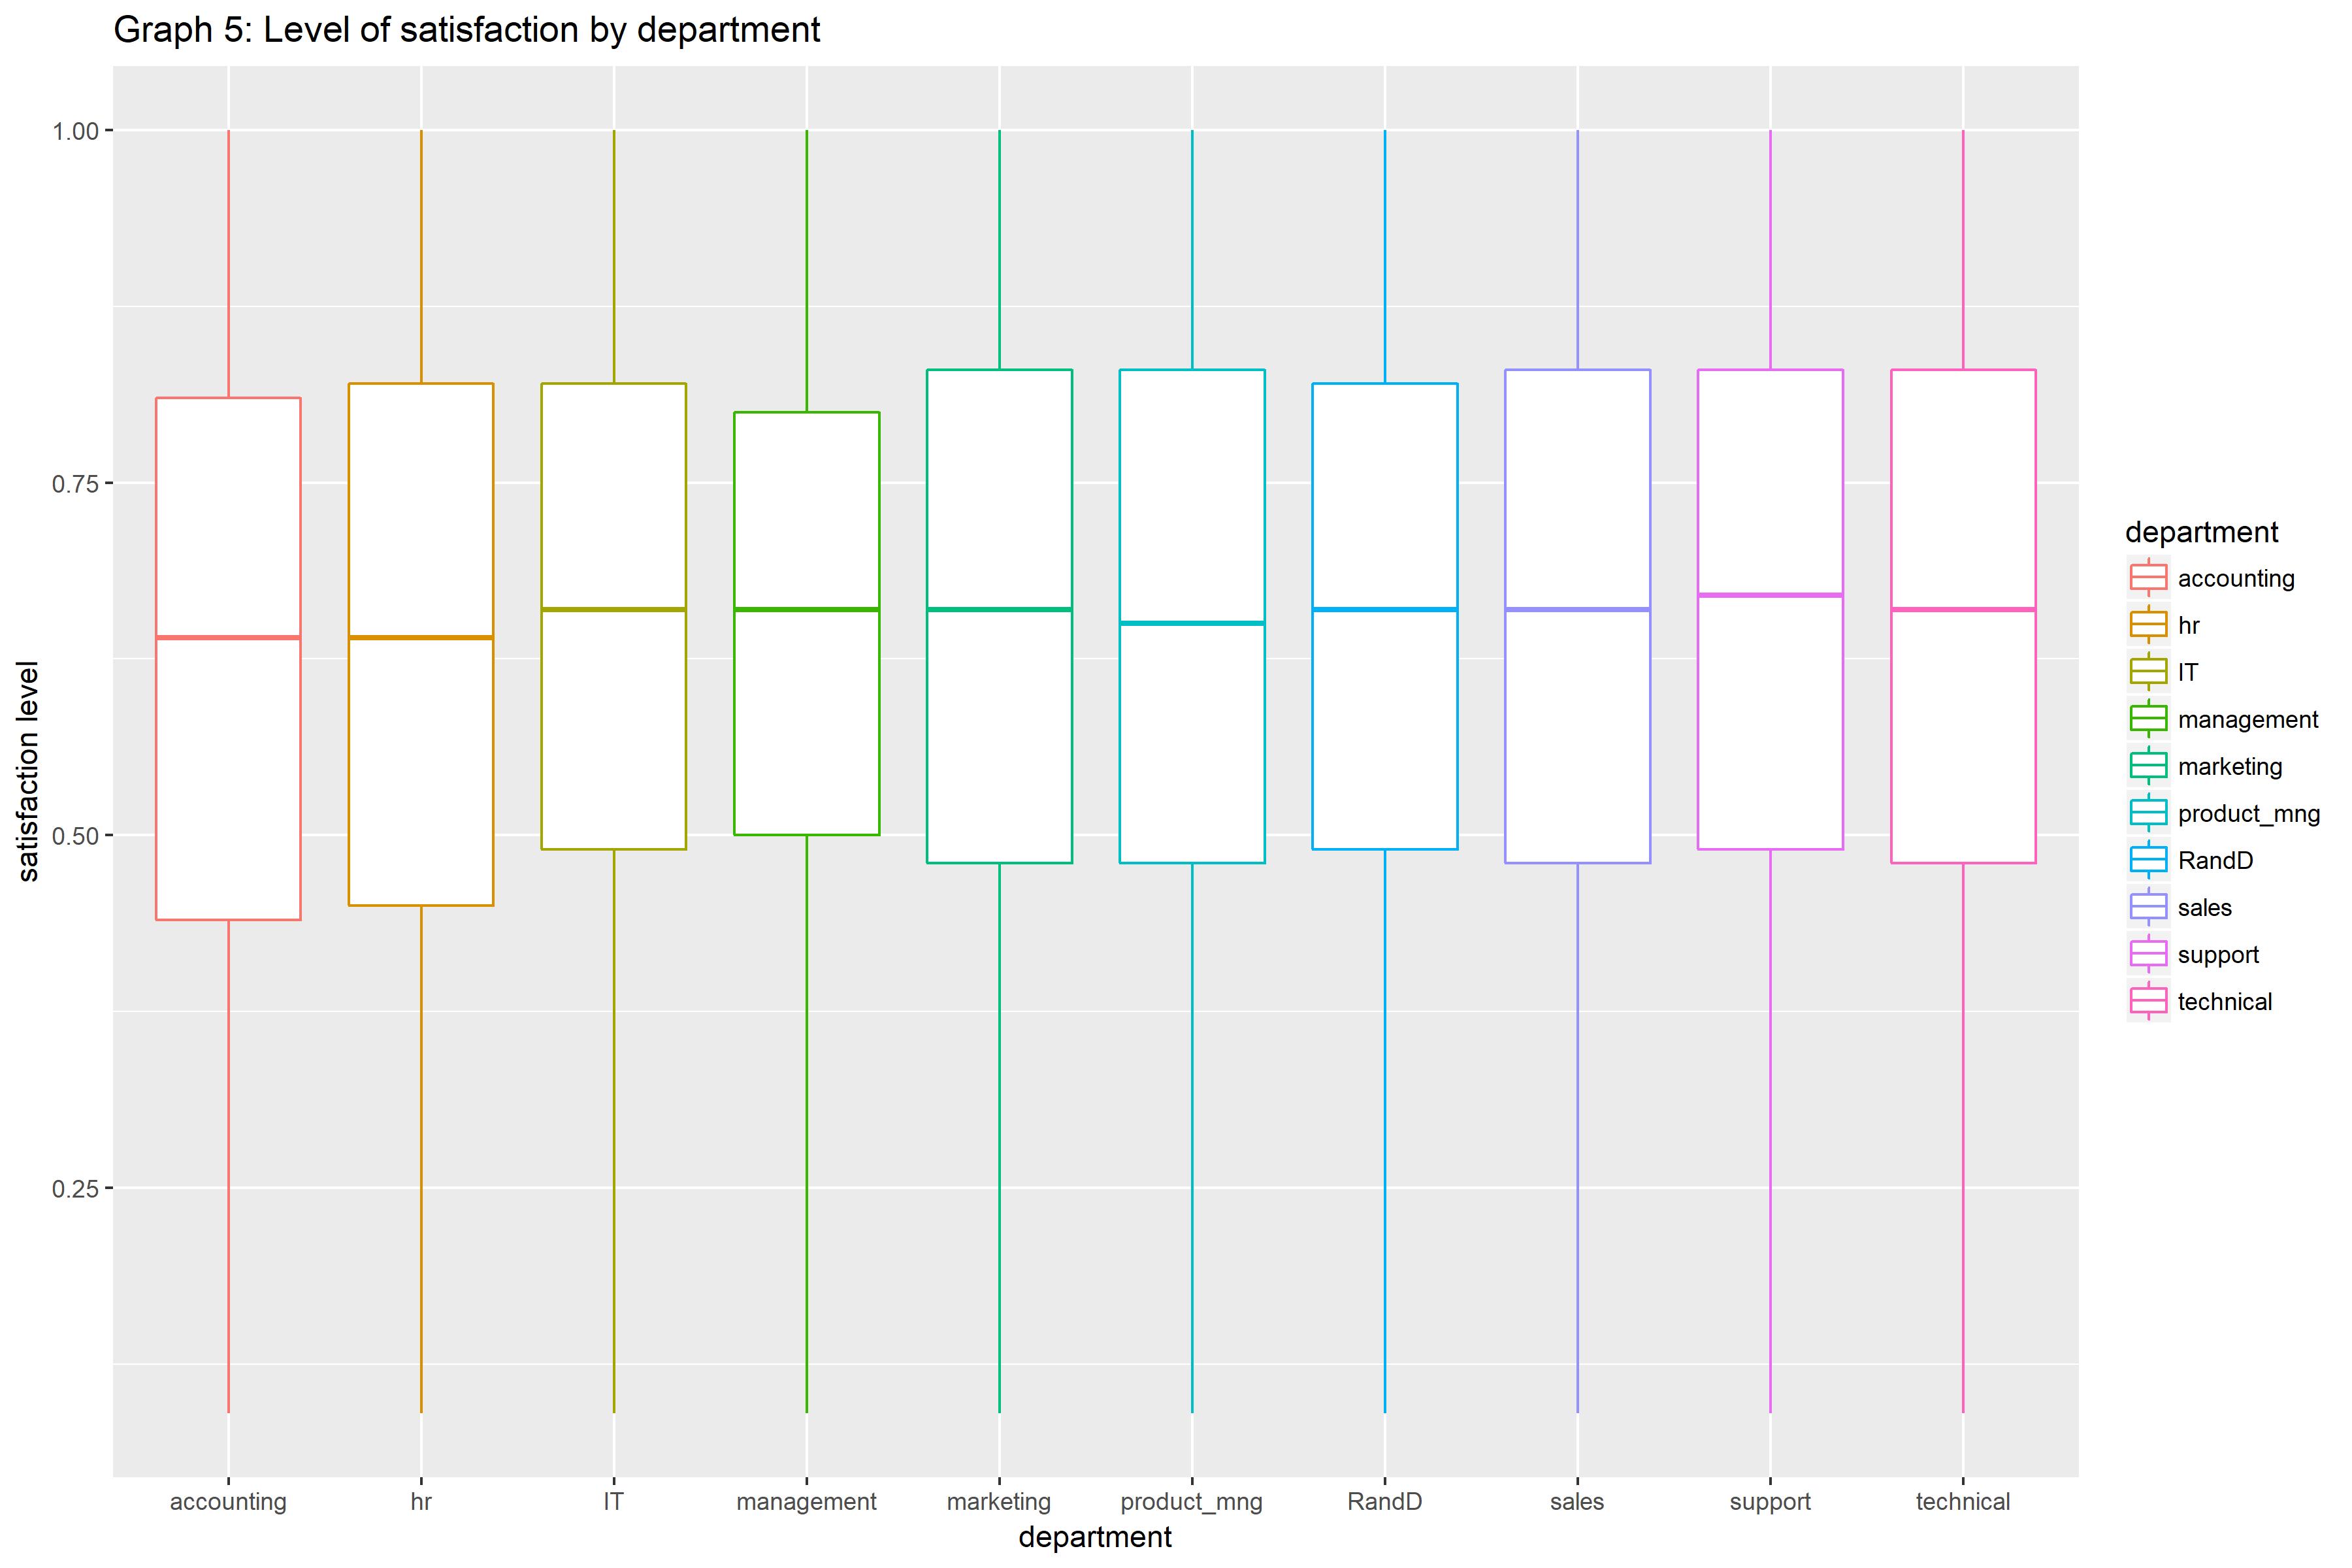 Graph 5: Level of satisfaction by department
1.00
0.75
0.50
0.25
satisfaction level
accounting hr IT management marketing product_mng RandD sales support technical
department
department
accounting
hr
IT
management
marketing
product_mng
RandD
sales
support
technical